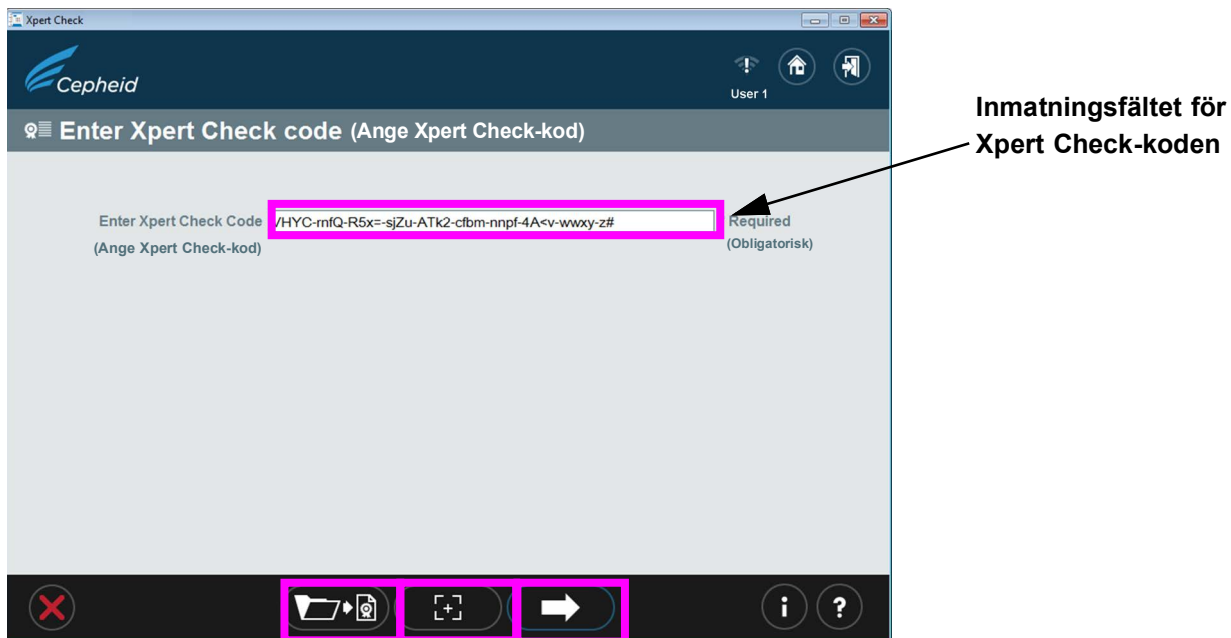 Xpert Check
Cepheid
User 1
Enter Xpert Check code (Ange Xpert Check-kod)
Inmatningsfältet för
Xpert Check-koden
Enter Xpert Check Code
/HYC-rnfQ-R5x=-sjZu-ATk2-cfbm-nnpf-4A<v-wwxy-z#
Required
(Ange Xpert Check-kod)
(Obligatorisk)
i
?